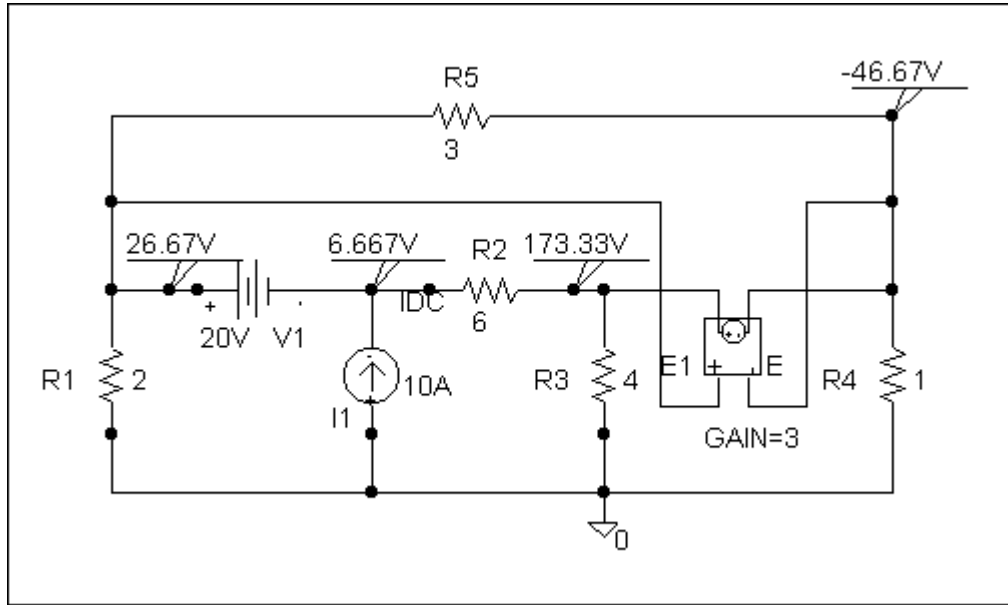 -46.67V
R5
3
26.67V
6.667V
R2
173.33V
+
IDC
20V
V1
6
R1
2
10A
I1
R3
4
E1
+
-
E
R4
1
GAIN=3
0